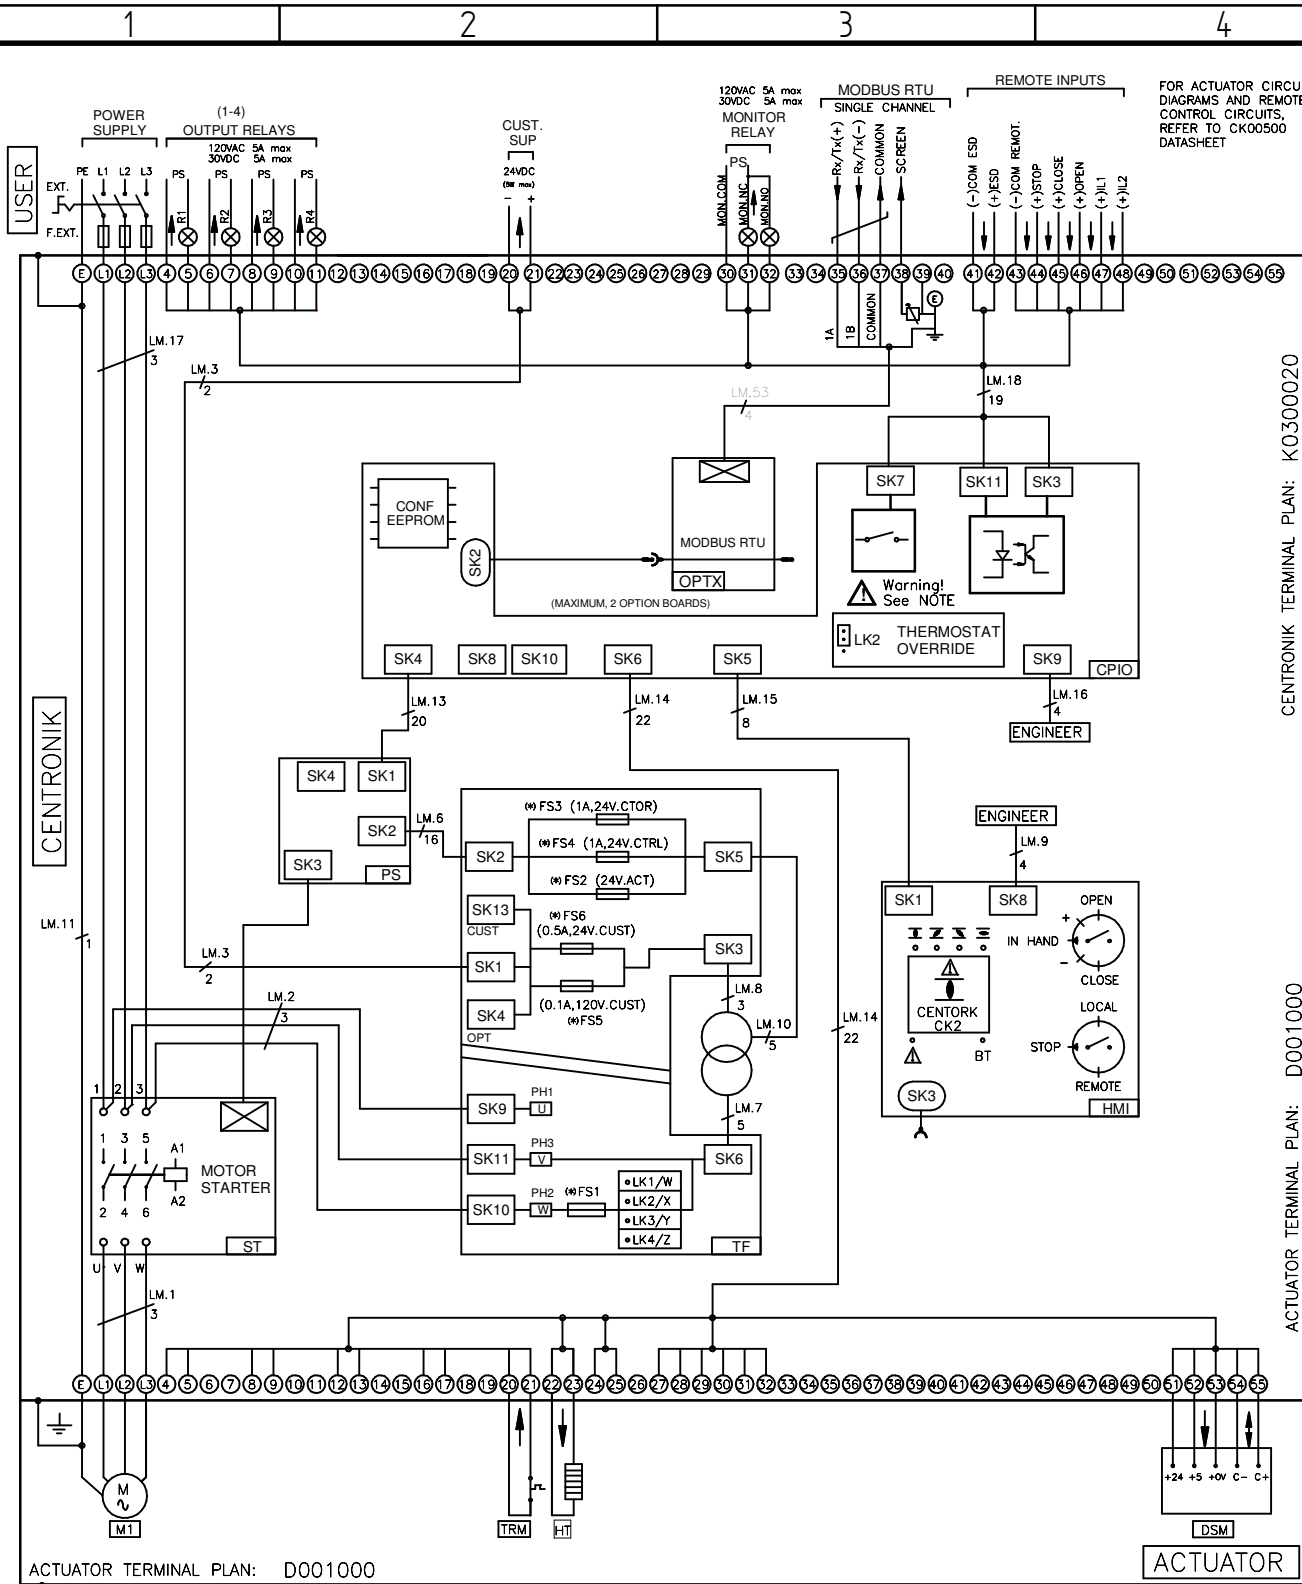 1
2
3
4
POWER
SUPPLY
(1-4)
OUTPUT RELAYS
120VAC 5A max
30VDC 5A max
CUST.
SUP
24VDC
(5W max)
- +
120VAC 5A max
30VDC 5A max
MONITOR
RELAY
PS
MODBUS RTU
SINGLE CHANNEL
REMOTE INPUTS
FOR ACTUATOR CIRCU
DIAGRAMS AND REMOTE
CONTROL CIRCUITS,
REFER TO CK00500
DATASHEET
USER
EXT.
F.EXT.
PE L1 L2 L3
PS PS PS PS
R1 R2 R3 R4
MON.COM
MON.NC
MON.NO
Rx/Tx(+)
Rx/Tx(-)
COMMON
SCREEN
(-)COM ESD
(+)ESD
(-)COM REMOT.
(+)STOP
(+)CLOSE
(+)OPEN
(+)IL1
(+)IL2
E L1 L2 L3 4 5 6 7 8 9 10 11 12 13 14 15 16 17 18 19 20 21 22 23 24 25 26 27 28 29 30 31 32 33 34 35 36 37 38 39 40 41 42 43 44 45 46 47 48 49 50 51 52 53 54 55
1A
1B
COMMON
E
LM.17
3
LM.3
2
LM.53
4
LM.18
19
CENTRONIK TERMINAL PLAN: K0300020
CONF
EEPROM
SK2
MODBUS RTU
OPTX
(MAXIMUM, 2 OPTION BOARDS)
SK7
SK11
SK3
Warning!
See NOTE
LK2
THERMOSTAT
OVERRIDE
SK4
SK8
SK10
SK6
SK5
SK9
CPIO
LM.13
20
LM.14
22
LM.15
8
LM.16
4
ENGINEER
CENTRONIK
SK4
SK1
SK2
SK3
PS
LM.6
16
(*) FS3 (1A,24V.CTOR)
(*) FS4 (1A,24V.CTRL)
(*) FS2 (24V.ACT)
SK2
SK5
SK13
CUST
(*) FS6
(0.5A,24V.CUST)
SK3
SK1
(0.1A,120V.CUST)
(*)FS5
SK4
OPT
LM.8
3
LM.10
5
LM.7
5
LM.14
22
LM.11
1
LM.3
2
LM.2
3
ENGINEER
LM.9
4
SK1
SK8
OPEN
+
IN HAND
-
CLOSE
CENTORK
CK2
BT
LOCAL
STOP
REMOTE
SK3
HMI
1 2 3
1 3 5
A1
A2
2 4 6
MOTOR
STARTER
ST
U V W
SK9
PH1
U
SK11
PH3
V
SK10
PH2
W
(*)FS1
LK1/W
LK2/X
LK3/Y
LK4/Z
SK6
TF
LM.1
3
ACTUATOR TERMINAL PLAN: D001000
E L1 L2 L3 4 5 6 7 8 9 10 11 12 13 14 15 16 17 18 19 20 21 22 23 24 25 26 27 28 29 30 31 32 33 34 35 36 37 38 39 40 41 42 43 44 45 46 47 48 49 50 51 52 53 54 55
M
M1
TRM
HT
+24 +5 +0V C- C+
DSM
ACTUATOR
ACTUATOR TERMINAL PLAN: D001000